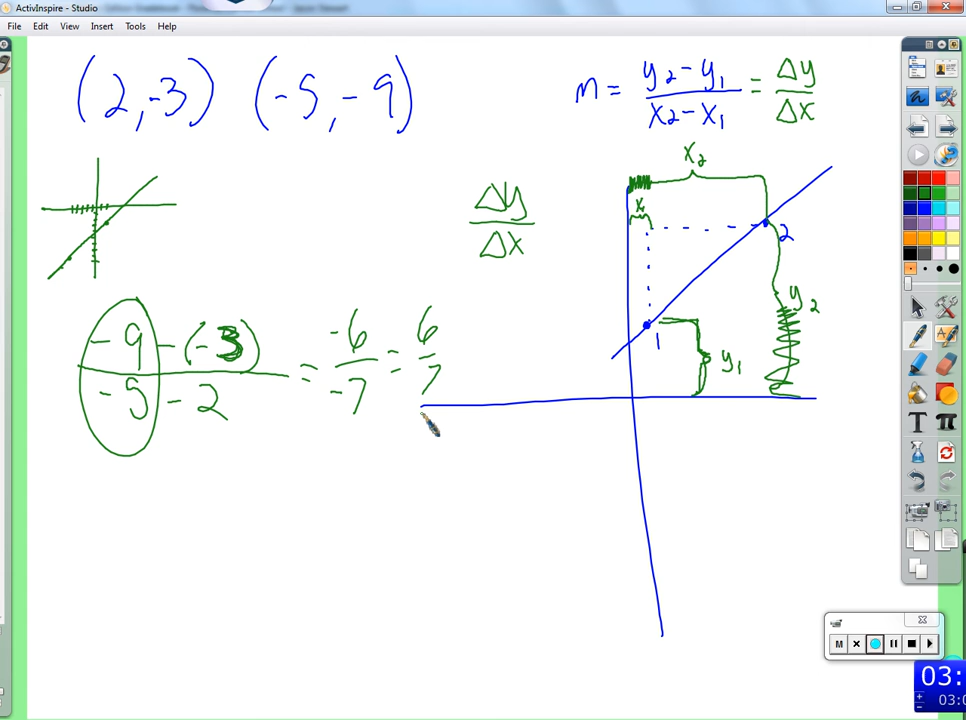 ActivInspire - Studio
File Edit View Insert Tools Help
(2, -3) (-5, -9)
m = y₂ - y₁ / x₂ - x₁ = Δy / Δx
Δy / Δx
x₂
x₁
2
y₂
1
y₁
-9 - (-3) / -5 - 2 = -6 / -7 = 6 / 7
T π
M
03:
03:0